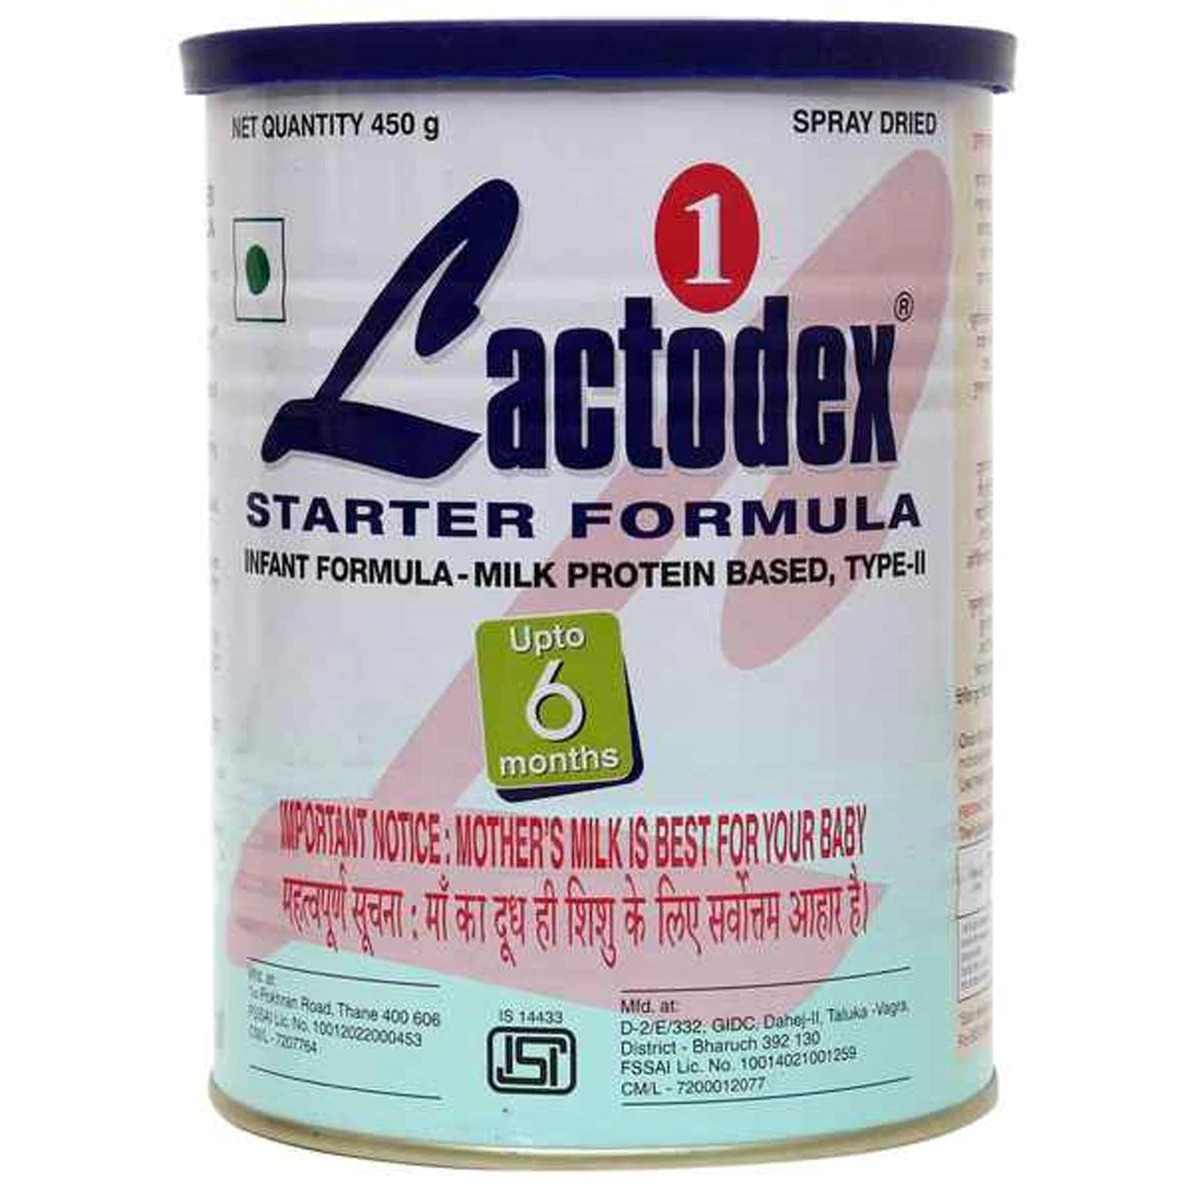 NET QUANTITY 450 g
SPRAY DRIED
1
Lactodex®
STARTER FORMULA
INFANT FORMULA - MILK PROTEIN BASED, TYPE-II
Upto
6
months
IMPORTANT NOTICE : MOTHER'S MILK IS BEST FOR YOUR BABY
महत्वपूर्ण सूचना : माँ का दूध ही शिशु के लिए सर्वोत्तम आहार है।
Mfd. at:
Pokhran Road, Thane 400 606
FSSAI Lic. No. 10012022000453
CM/L - 7207764
IS 14433
ISI
Mfd. at:
D-2/E/332, GIDC, Dahej-II, Taluka -Vagra,
District - Bharuch 392 130
FSSAI Lic. No. 10014021001259
CM/L - 7200012077